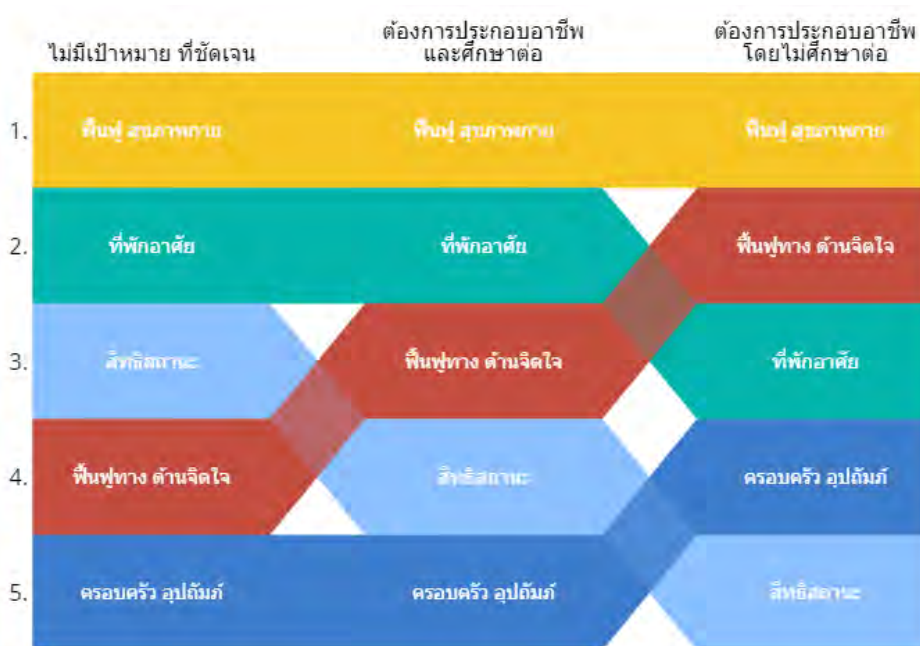 ไม่มีเป้าหมาย ที่ชัดเจน
ต้องการประกอบอาชีพ
และศึกษาต่อ
ต้องการประกอบอาชีพ
โดยไม่ศึกษาต่อ
1. ฟื้นฟู สุขภาพกาย ฟื้นฟู สุขภาพกาย ฟื้นฟู สุขภาพกาย
2. ที่พักอาศัย ที่พักอาศัย ฟื้นฟูทาง ด้านจิตใจ
3. สิทธิสถานะ ฟื้นฟูทาง ด้านจิตใจ ที่พักอาศัย
4. ฟื้นฟูทาง ด้านจิตใจ สิทธิสถานะ ครอบครัว อุปถัมภ์
5. ครอบครัว อุปถัมภ์ ครอบครัว อุปถัมภ์ สิทธิสถานะ